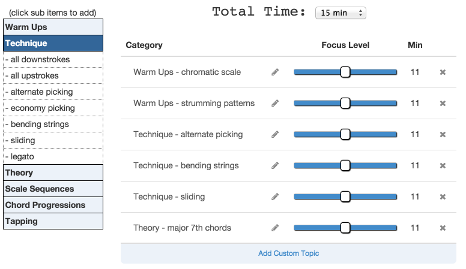 (click sub items to add)
Warm Ups
Technique
- all downstrokes
- all upstrokes
- alternate picking
- economy picking
- bending strings
- sliding
- legato
Theory
Scale Sequences
Chord Progressions
Tapping
Total Time: 15 min
Category Focus Level Min
Warm Ups - chromatic scale 11
Warm Ups - strumming patterns 11
Technique - alternate picking 11
Technique - bending strings 11
Technique - sliding 11
Theory - major 7th chords 11
Add Custom Topic